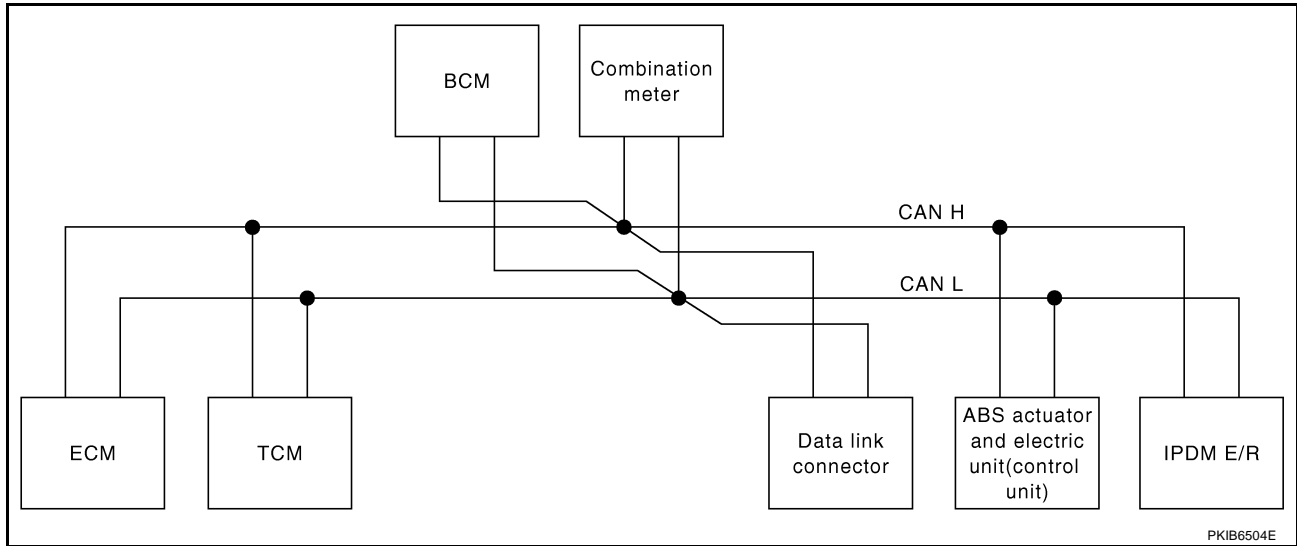 BCM
Combination
meter
CAN H
CAN L
ECM
TCM
Data link
connector
ABS actuator
and electric
unit(control
unit)
IPDM E/R
PKIB6504E